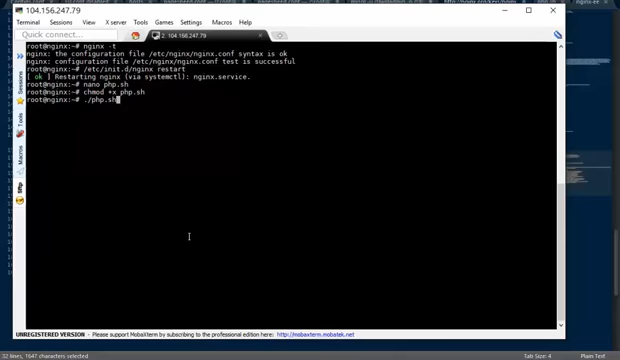 104.156.247.79
Terminal Sessions View X server Tools Games Settings Macros Help
Quick connect...
2. 104.156.247.79
root@nginx:~# nginx -t
nginx: the configuration file /etc/nginx/nginx.conf syntax is ok
nginx: configuration file /etc/nginx/nginx.conf test is successful
root@nginx:~# /etc/init.d/nginx restart
[ ok ] Restarting nginx (via systemctl): nginx.service.
root@nginx:~# nano php.sh
root@nginx:~# chmod +x php.sh
root@nginx:~# ./php.sh
Sessions
Tools
Macros
Sftp
UNREGISTERED VERSION - Please support MobaXterm by subscribing to the professional edition here: http://mobaxterm.mobatek.net
32 lines, 1647 characters selected
Tab Size: 4
Plain Text